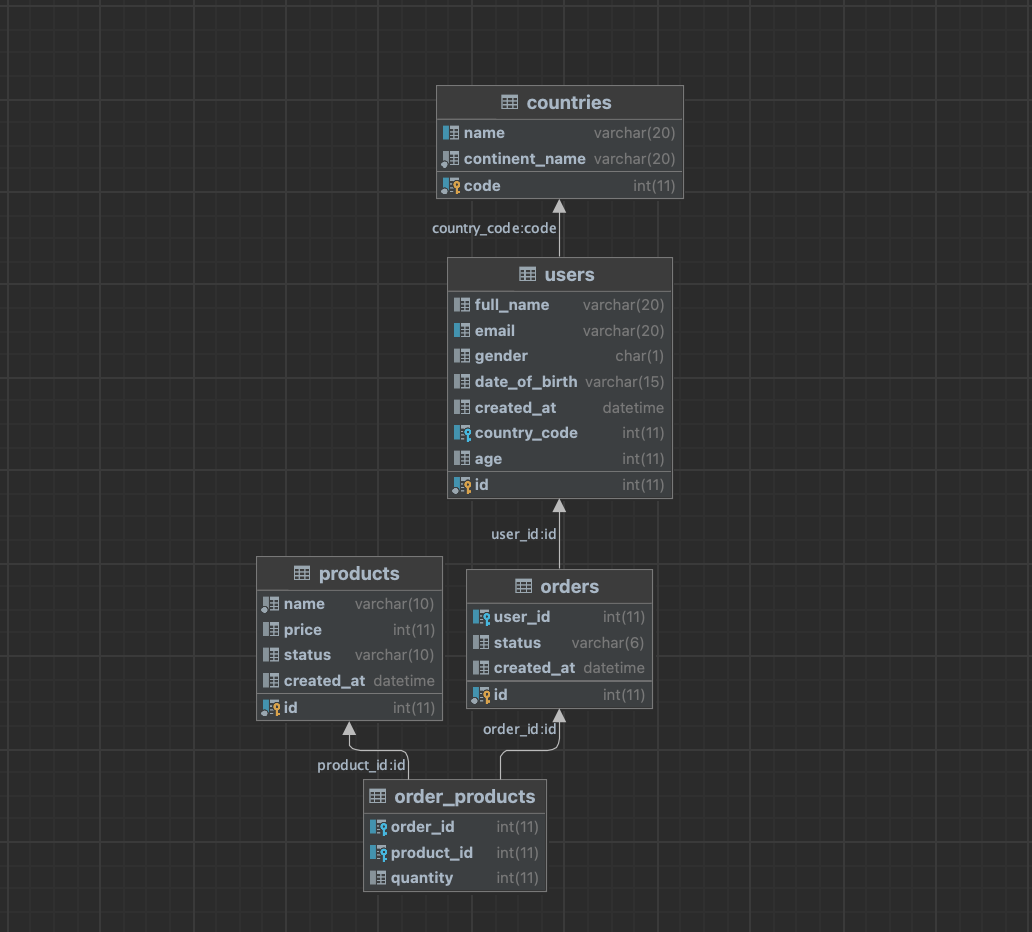 countries
name varchar(20)
continent_name varchar(20)
code int(11)
country_code:code
users
full_name varchar(20)
email varchar(20)
gender char(1)
date_of_birth varchar(15)
created_at datetime
country_code int(11)
age int(11)
id int(11)
user_id:id
products
name varchar(10)
price int(11)
status varchar(10)
created_at datetime
id int(11)
orders
user_id int(11)
status varchar(6)
created_at datetime
id int(11)
order_id:id
product_id:id
order_products
order_id int(11)
product_id int(11)
quantity int(11)